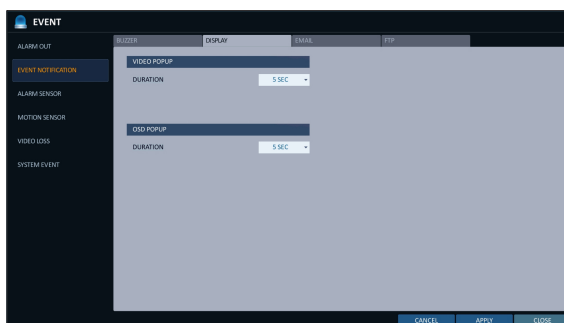 EVENT
ALARM OUT
EVENT NOTIFICATION
ALARM SENSOR
MOTION SENSOR
VIDEO LOSS
SYSTEM EVENT
BUZZER DISPLAY EMAIL FTP
VIDEO POPUP
DURATION 5 SEC
OSD POPUP
DURATION 5 SEC
CANCEL APPLY CLOSE